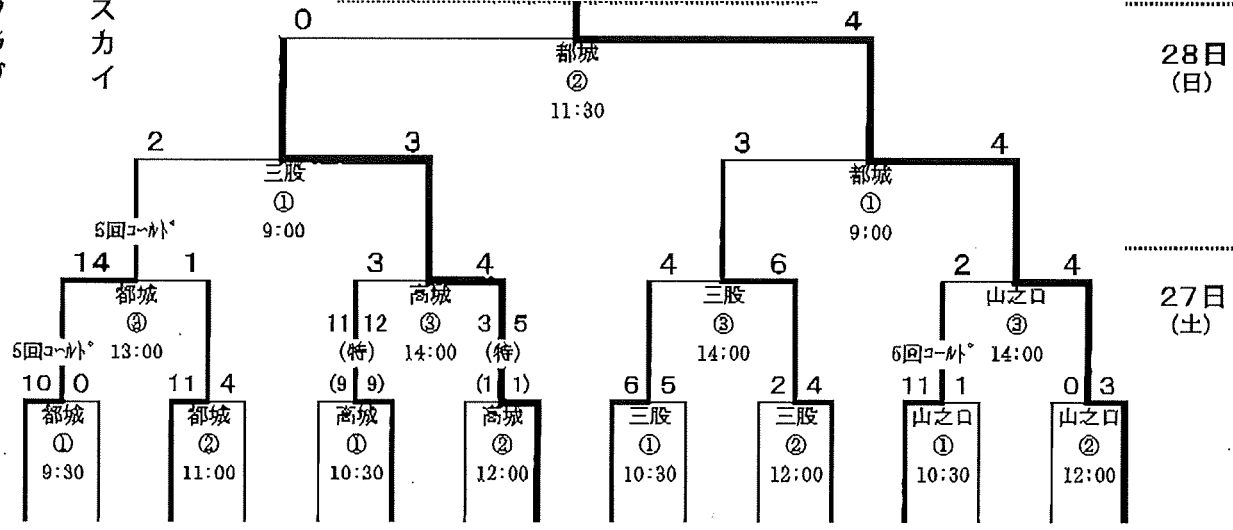 スカイ
0 4
都城
②
11:30
28日
(日)
2 3
三股
①
9:00
3 4
都城
①
9:00
5回コールド
14 1
都城
③
13:00
3 4
高城
③
14:00
4 6
三股
③
14:00
2 4
山之口
③
14:00
27日
(土)
5回コールド
10 0
都城
①
9:30
11 4
都城
②
11:00
11 12
(特)
(9 9)
高城
①
10:30
3 5
(特)
(1 1)
高城
②
12:00
6 5
三股
①
10:30
2 4
三股
②
12:00
6回コールド
11 1
山之口
①
10:30
0 3
山之口
②
12:00